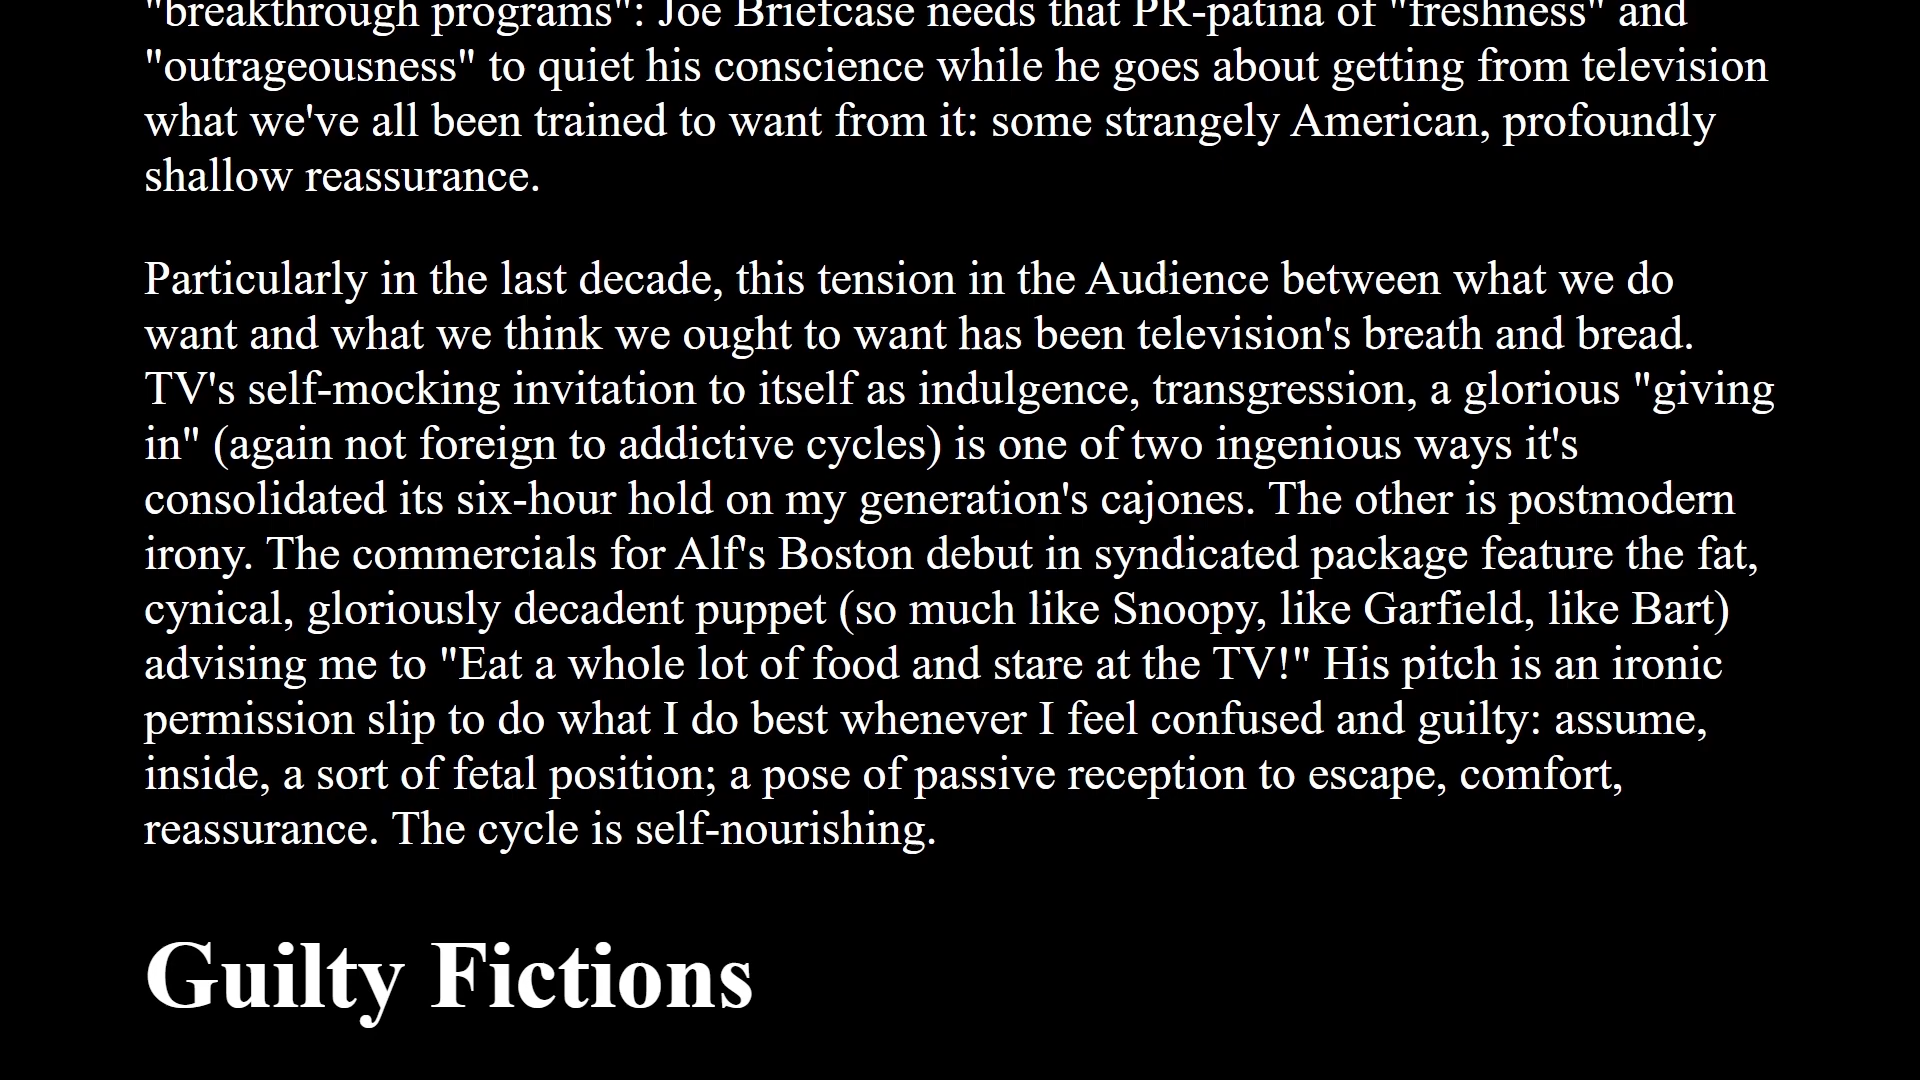 "breakthrough programs": Joe Briefcase needs that PR-patina of "freshness" and
"outrageousness" to quiet his conscience while he goes about getting from television
what we've all been trained to want from it: some strangely American, profoundly
shallow reassurance.
Particularly in the last decade, this tension in the Audience between what we do
want and what we think we ought to want has been television's breath and bread.
TV's self-mocking invitation to itself as indulgence, transgression, a glorious "giving
in" (again not foreign to addictive cycles) is one of two ingenious ways it's
consolidated its six-hour hold on my generation's cajones. The other is postmodern
irony. The commercials for Alf's Boston debut in syndicated package feature the fat,
cynical, gloriously decadent puppet (so much like Snoopy, like Garfield, like Bart)
advising me to "Eat a whole lot of food and stare at the TV!" His pitch is an ironic
permission slip to do what I do best whenever I feel confused and guilty: assume,
inside, a sort of fetal position; a pose of passive reception to escape, comfort,
reassurance. The cycle is self-nourishing.
Guilty Fictions